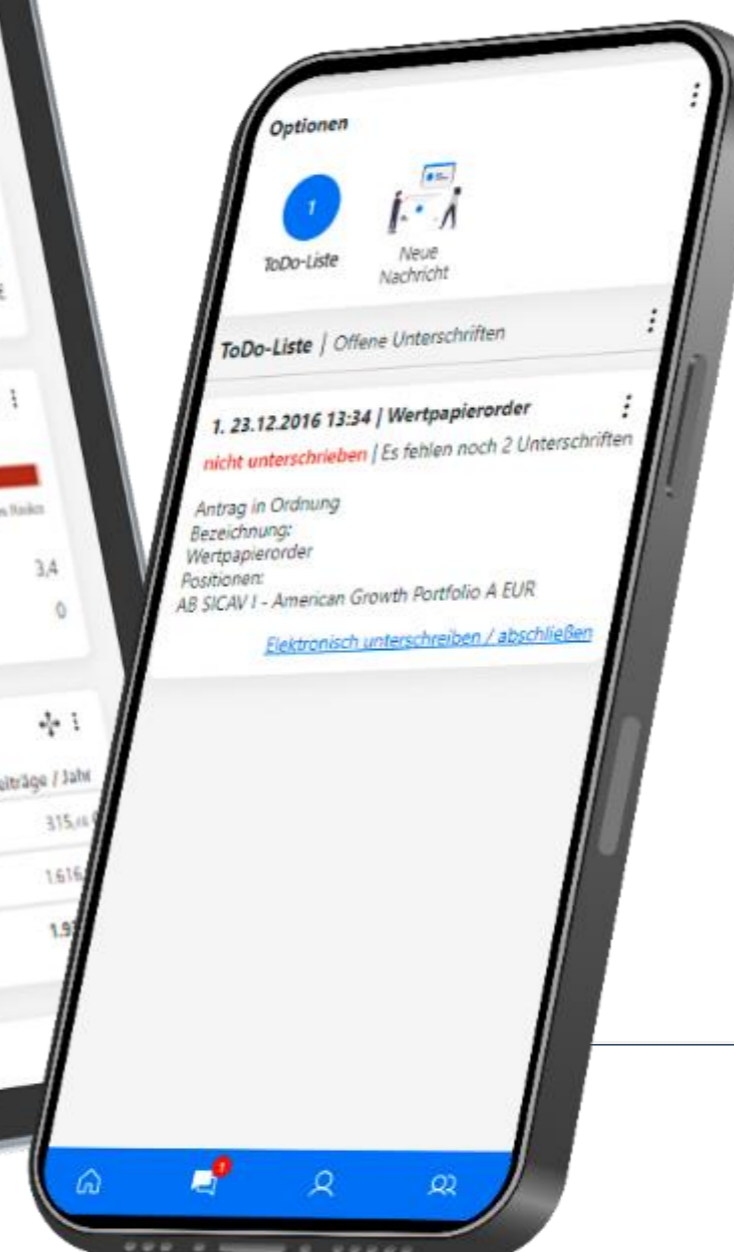 Optionen
1
ToDo-Liste
Neue
Nachricht
ToDo-Liste | Offene Unterschriften
1. 23.12.2016 13:34 | Wertpapierorder
nicht unterschrieben | Es fehlen noch 2 Unterschriften
Antrag in Ordnung
Bezeichnung:
Wertpapierorder
Positionen:
AB SICAV I - American Growth Portfolio A EUR
Elektronisch unterschreiben / abschließen
1
E
Risiko
3,4
0
/ Jahr
315,
1.616,